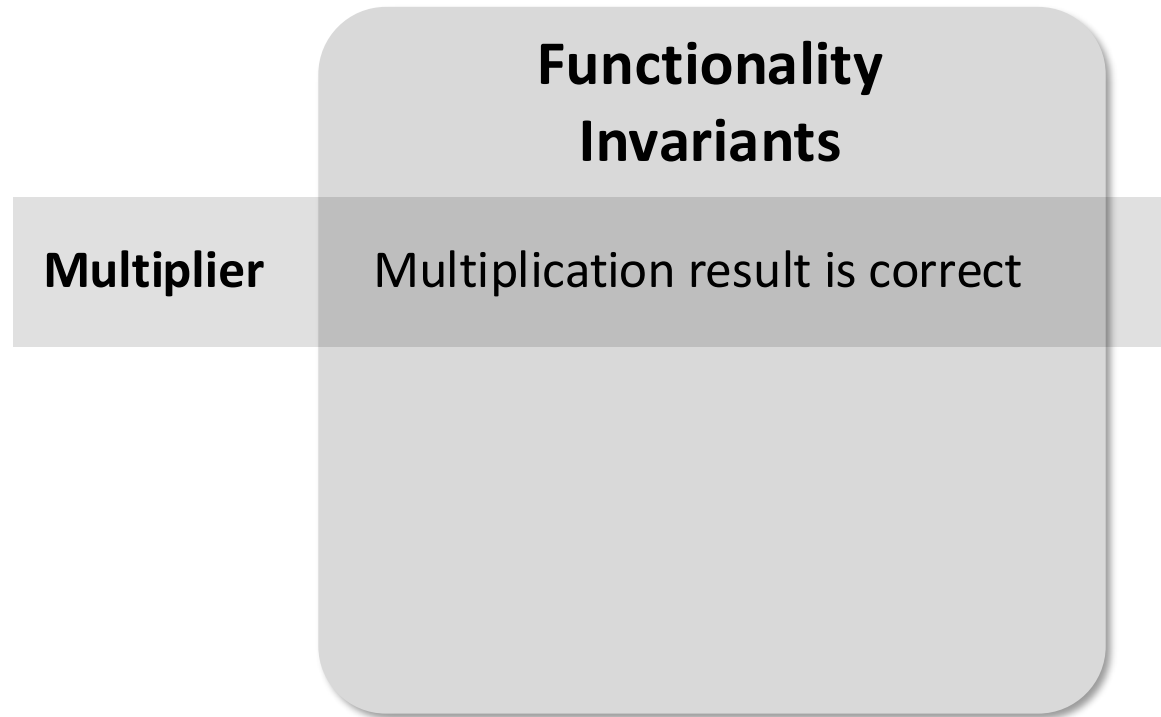 Functionality
Invariants
Multiplier
Multiplication result is correct